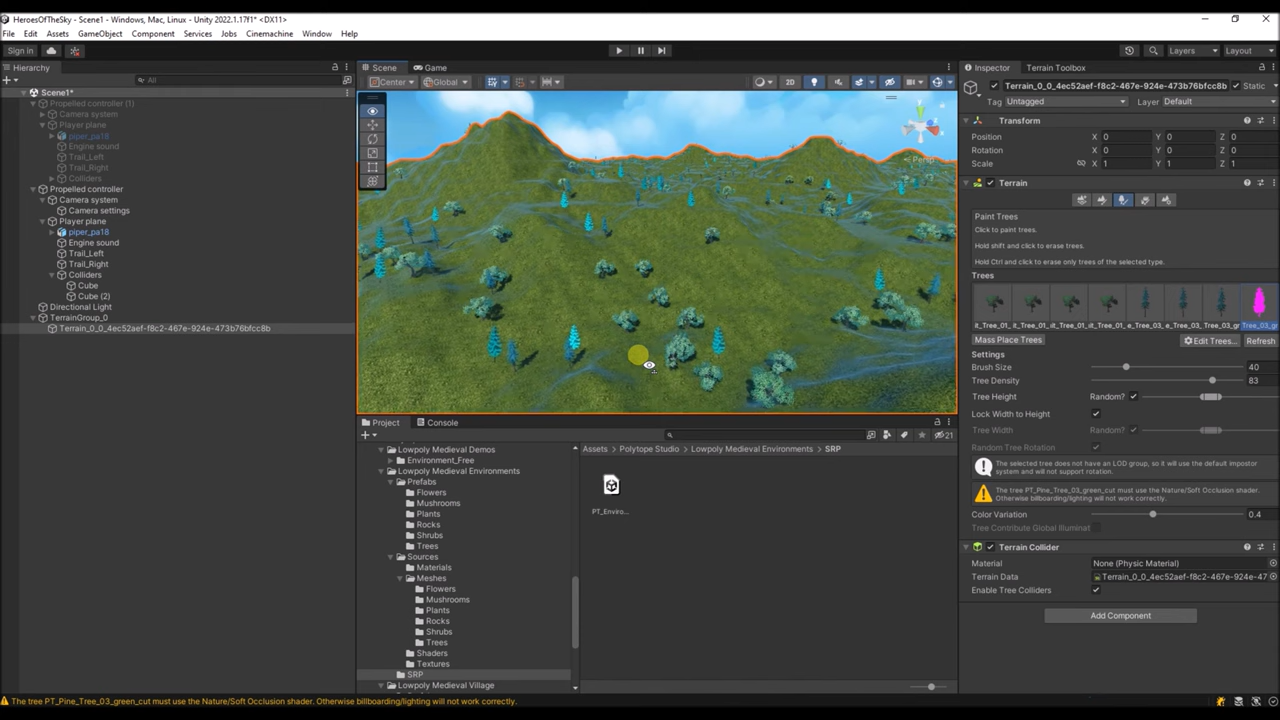 HeroesOfTheSky - Scene1 - Windows, Mac, Linux - Unity 2022.1.17f1* <DX11>
File Edit Assets GameObject Component Services Jobs Cinemachine Window Help
Sign in
Layers
Layout
Hierarchy
All
Scene1*
Propelled controller (1)
Camera system
Player plane
piper_pa18
Engine sound
Trail_Left
Trail_Right
Colliders
Propelled controller
Camera system
Camera settings
Player plane
piper_pa18
Engine sound
Trail_Left
Trail_Right
Colliders
Cube
Cube (2)
Directional Light
TerrainGroup_0
Terrain_0_0_4ec52aef-f8c2-467e-924e-473b76bfcc8b
Scene Game
Center Global 2D
Persp
Project Console
21
Lowpoly Medieval Demos
Environment_Free
Lowpoly Medieval Environments
Prefabs
Flowers
Mushrooms
Plants
Rocks
Shrubs
Trees
Sources
Materials
Meshes
Flowers
Mushrooms
Plants
Rocks
Shrubs
Trees
Shaders
Textures
SRP
Lowpoly Medieval Village
Assets Polytope Studio Lowpoly Medieval Environments SRP
PT_Enviro...
Inspector Terrain Toolbox
Terrain_0_0_4ec52aef-f8c2-467e-924e-473b76bfcc8b Static
Tag Untagged Layer Default
Transform
Position X 0 Y 0 Z 0
Rotation X 0 Y 0 Z 0
Scale X 1 Y 1 Z 1
Terrain
Paint Trees
Click to paint trees.
Hold shift and click to erase trees.
Hold Ctrl and click to erase only trees of the selected type.
Trees
it_Tree_01_ it_Tree_01_ it_Tree_01_ it_Tree_01_ e_Tree_03_ e_Tree_03_ Tree_03_gr Tree_03_gr
Mass Place Trees Edit Trees... Refresh
Settings
Brush Size 40
Tree Density 83
Tree Height Random?
Lock Width to Height
Tree Width Random?
Random Tree Rotation
The selected tree does not have an LOD group, so it will use the default impostor
system and will not support rotation.
The tree PT_Pine_Tree_03_green_cut must use the Nature/Soft Occlusion shader.
Otherwise billboarding/lighting will not work correctly.
Color Variation 0.4
Tree Contribute Global Illuminat
Terrain Collider
Material None (Physic Material)
Terrain Data Terrain_0_0_4ec52aef-f8c2-467e-924e-47
Enable Tree Colliders
Add Component
The tree PT_Pine_Tree_03_green_cut must use the Nature/Soft Occlusion shader. Otherwise billboarding/lighting will not work correctly.